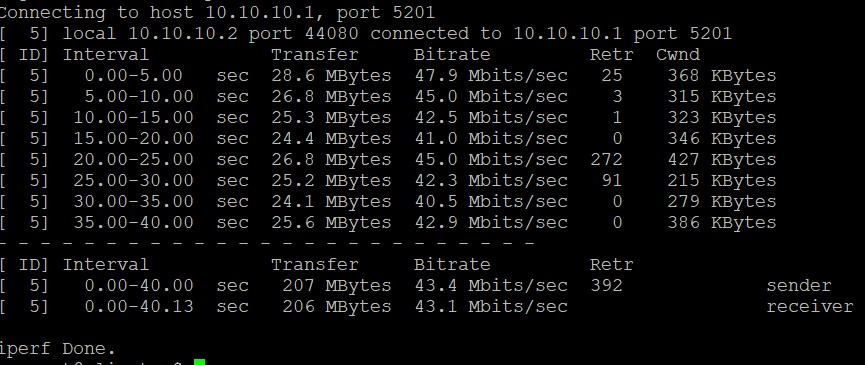 Connecting to host 10.10.10.1, port 5201
[  5] local 10.10.10.2 port 44080 connected to 10.10.10.1 port 5201
[ ID] Interval           Transfer     Bitrate         Retr  Cwnd
[  5]   0.00-5.00   sec  28.6 MBytes  47.9 Mbits/sec   25    368 KBytes
[  5]   5.00-10.00  sec  26.8 MBytes  45.0 Mbits/sec    3    315 KBytes
[  5]  10.00-15.00  sec  25.3 MBytes  42.5 Mbits/sec    1    323 KBytes
[  5]  15.00-20.00  sec  24.4 MBytes  41.0 Mbits/sec    0    346 KBytes
[  5]  20.00-25.00  sec  26.8 MBytes  45.0 Mbits/sec  272    427 KBytes
[  5]  25.00-30.00  sec  25.2 MBytes  42.3 Mbits/sec   91    215 KBytes
[  5]  30.00-35.00  sec  24.1 MBytes  40.5 Mbits/sec    0    279 KBytes
[  5]  35.00-40.00  sec  25.6 MBytes  42.9 Mbits/sec    0    386 KBytes
- - - - - - - - - - - - - - - - - - - - - - - - -
[ ID] Interval           Transfer     Bitrate         Retr
[  5]   0.00-40.00  sec   207 MBytes  43.4 Mbits/sec  392             sender
[  5]   0.00-40.13  sec   206 MBytes  43.1 Mbits/sec                  receiver
iperf Done.